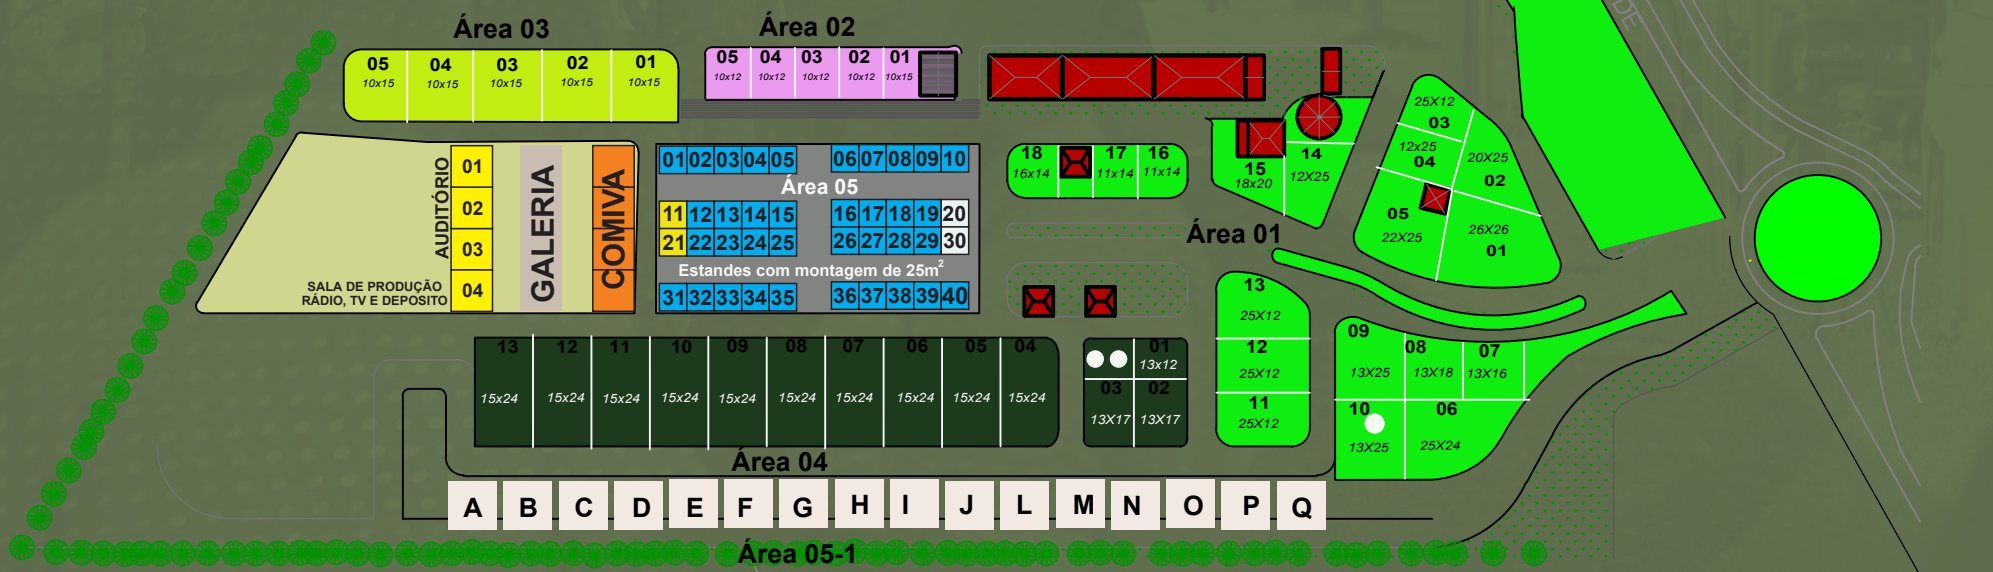 Área 03
05 04 03 02 01
10x15 10x15 10x15 10x15 10x15
Área 02
05 04 03 02 01
10x12 10x12 10x12 10x12 10x15
AUDITÓRIO
01
02
03
04
SALA DE PRODUÇÃO
RÁDIO, TV E DEPOSITO
GALERIA
COMIVA
01 02 03 04 05 06 07 08 09 10
Área 05
11 12 13 14 15 16 17 18 19 20
21 22 23 24 25 26 27 28 29 30
Estandes com montagem de 25m²
31 32 33 34 35 36 37 38 39 40
18 17 16
16x14 11x14 11x14
15
18x20
14
12X25
25X12
03
12x25
04
20X25
02
05
22X25
26X26
01
Área 01
13
25X12
12
25X12
11
25X12
09
13X25
08
13X18
07
13X16
10
13X25
06
25X24
13 12 11 10 09 08 07 06 05 04
15x24 15x24 15x24 15x24 15x24 15x24 15x24 15x24 15x24 15x24
01
13x12
03 02
13X17 13X17
Área 04
A B C D E F G H I J L M N O P Q
Área 05-1
DE